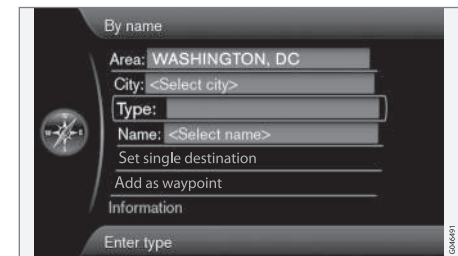 By name
Area: WASHINGTON, DC
City: <Select city>
Type:
Name: <Select name>
Set single destination
Add as waypoint
Information
Enter type
G046491